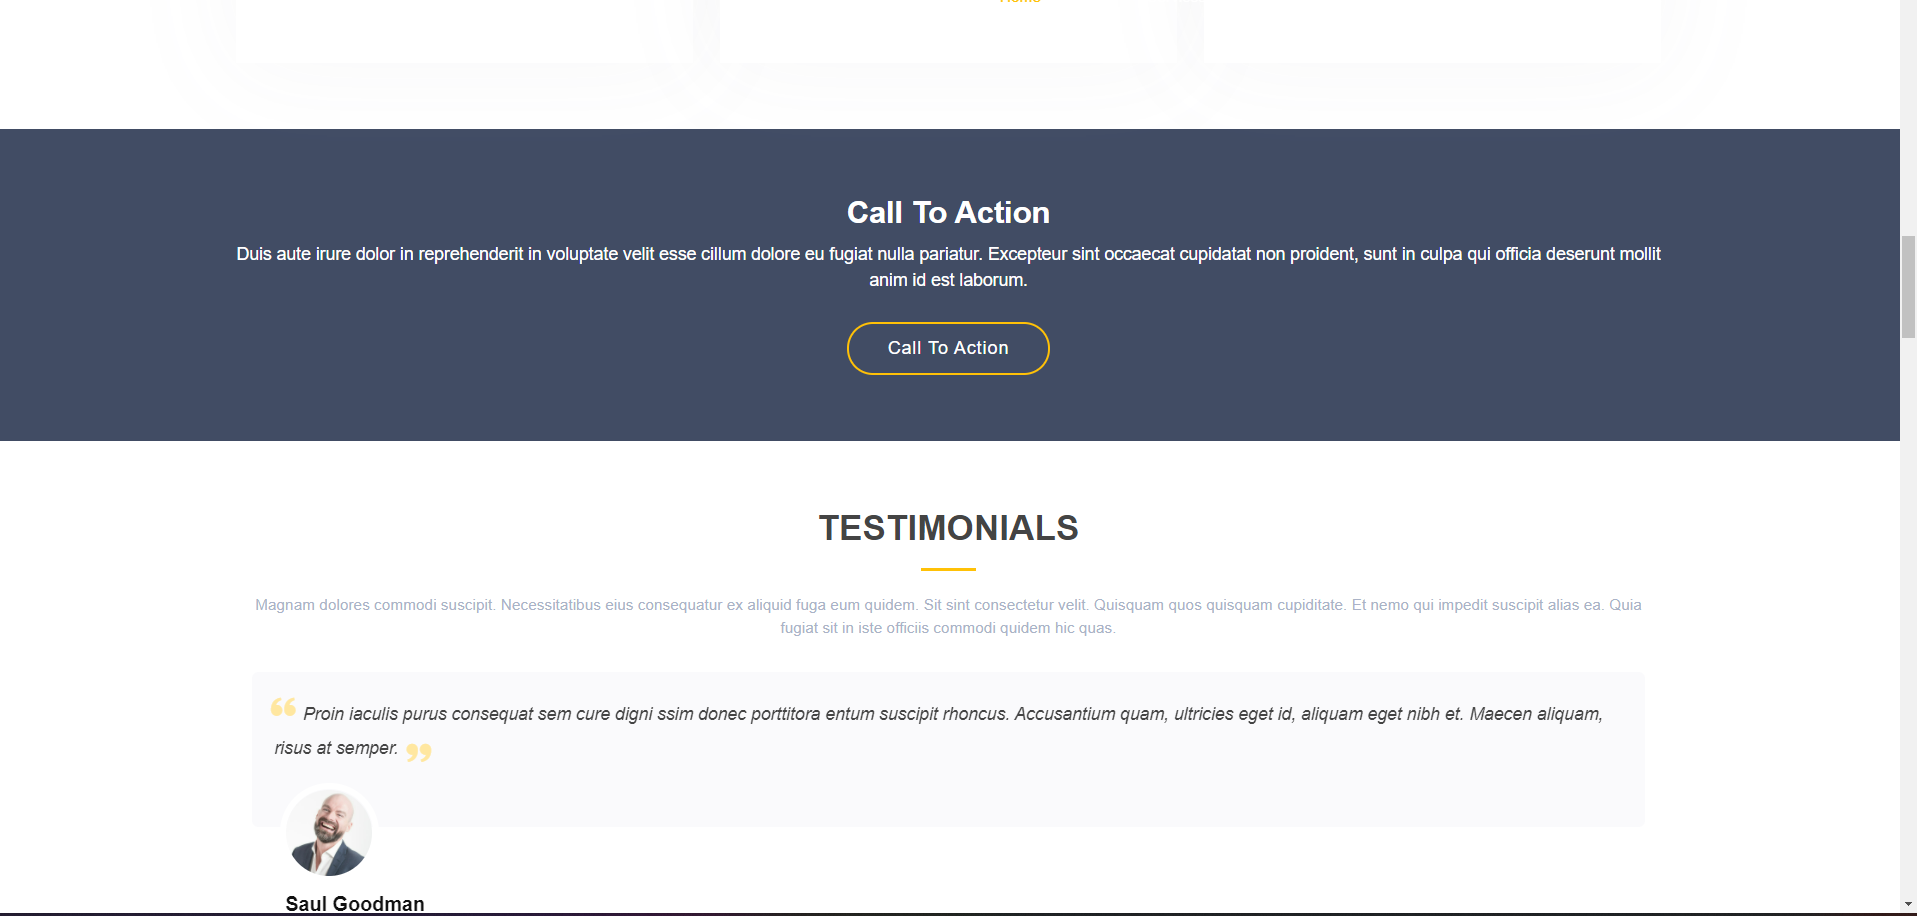 Home
Call To Action
Duis aute irure dolor in reprehenderit in voluptate velit esse cillum dolore eu fugiat nulla pariatur. Excepteur sint occaecat cupidatat non proident, sunt in culpa qui officia deserunt mollit
anim id est laborum.
Call To Action
TESTIMONIALS
Magnam dolores commodi suscipit. Necessitatibus eius consequatur ex aliquid fuga eum quidem. Sit sint consectetur velit. Quisquam quos quisquam cupiditate. Et nemo qui impedit suscipit alias ea. Quia
fugiat sit in iste officiis commodi quidem hic quas.
“ Proin iaculis purus consequat sem cure digni ssim donec porttitora entum suscipit rhoncus. Accusantium quam, ultricies eget id, aliquam eget nibh et. Maecen aliquam,
risus at semper. ”
Saul Goodman